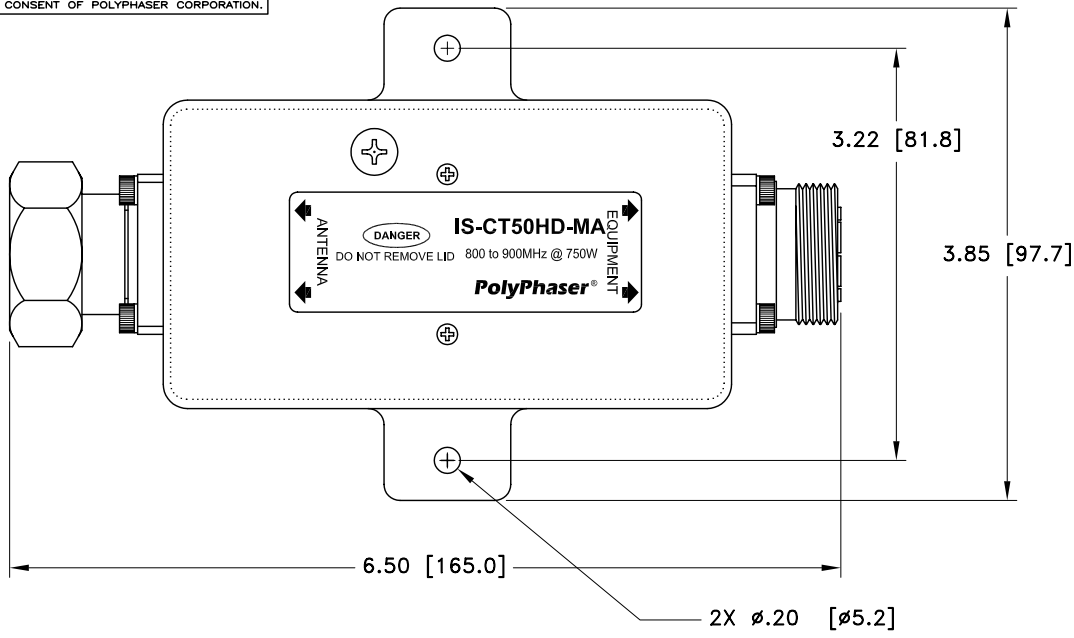 CONSENT OF POLYPHASER CORPORATION.
3.22 [81.8]
3.85 [97.7]
ANTENNA
DANGER
DO NOT REMOVE LID
IS-CT50HD-MA
800 to 900MHz @ 750W
PolyPhaser®
EQUIPMENT
6.50 [165.0]
2X ø.20 [ø5.2]